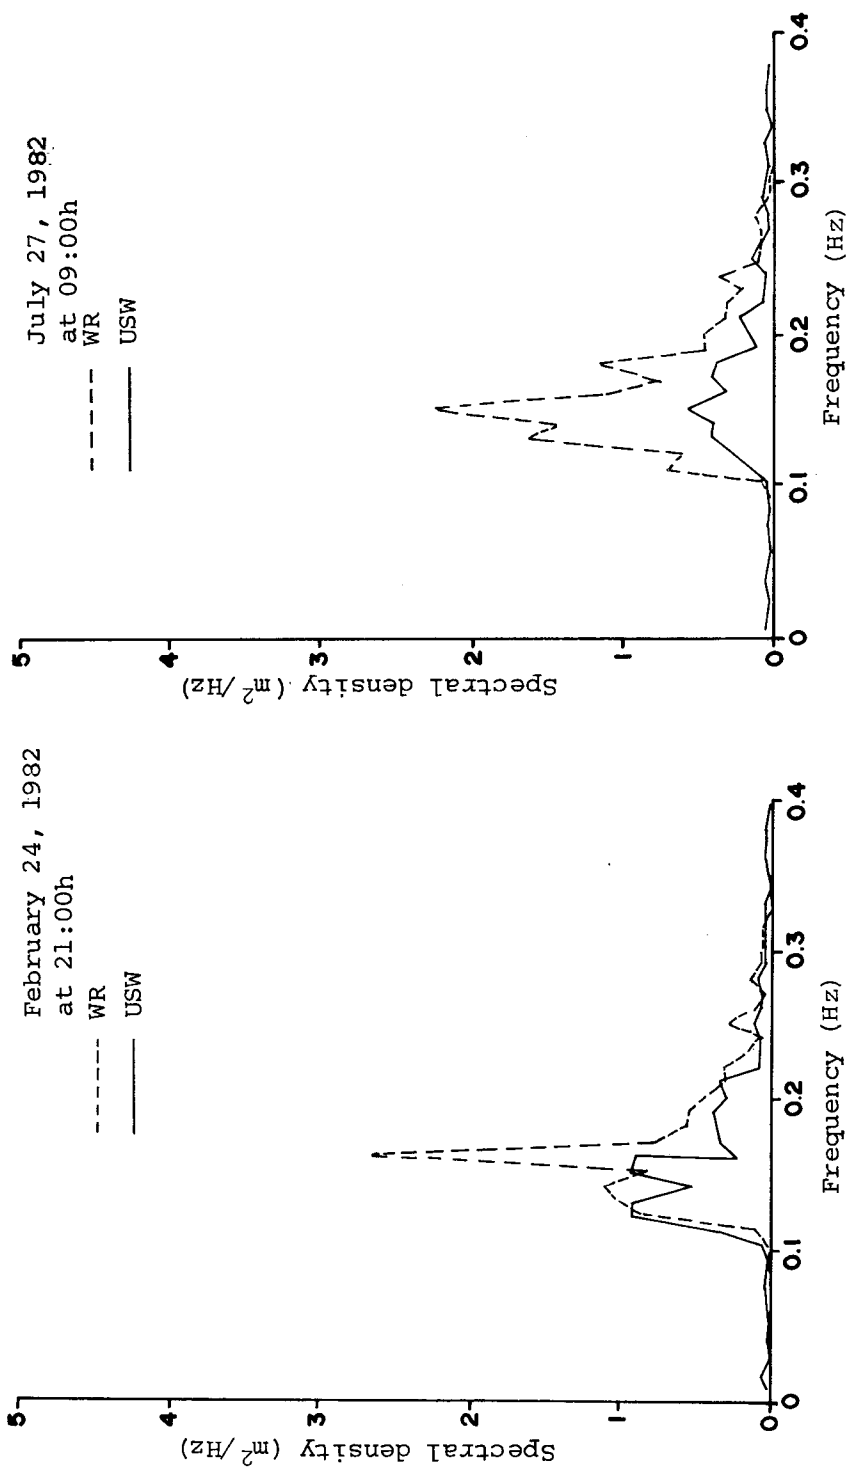 February 24, 1982
at 21:00h
WR
USW
5
4
3
2
1
0
Spectral density (m²/Hz)
0
0.1
0.2
0.3
0.4
Frequency (Hz)
July 27, 1982
at 09:00h
WR
USW
5
4
3
2
1
0
Spectral density (m²/Hz)
0
0.1
0.2
0.3
0.4
Frequency (Hz)